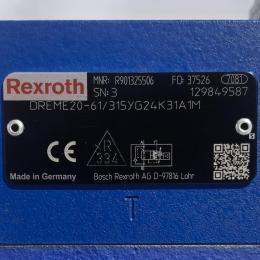 Rexroth
MNR: R901325506 FD: 37526 7081
SN: 3 129849587
DREME20-61/315YG24K31A1M
CE R 334
Made in Germany Bosch Rexroth AG D-97816 Lohr
T